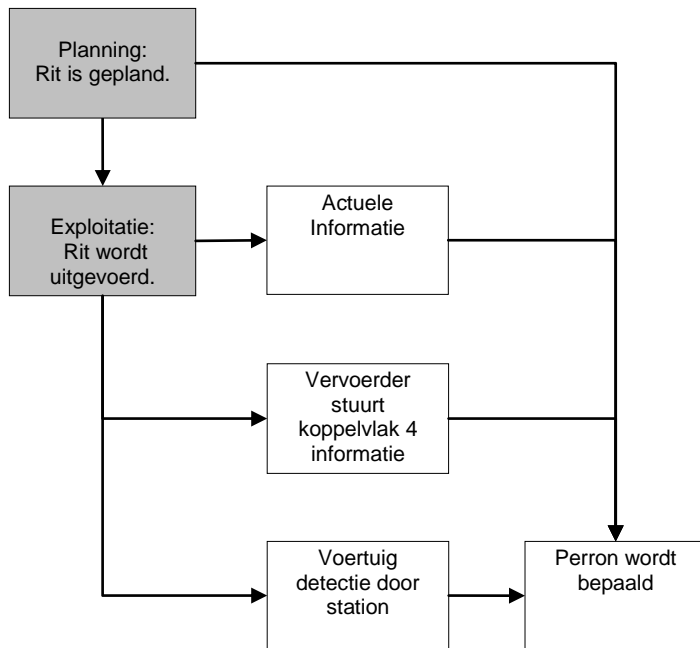 Planning:
Rit is gepland.
Exploitatie:
Rit wordt
uitgevoerd.
Actuele
Informatie
Vervoerder
stuurt
koppelvlak 4
informatie
Voertuig
detectie door
station
Perron wordt
bepaald